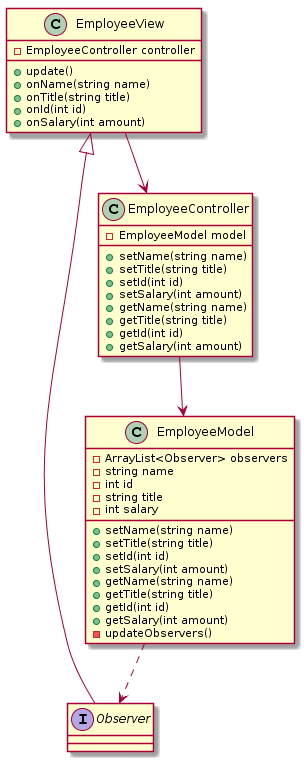 C EmployeeView
EmployeeController controller
update()
onName(string name)
onTitle(string title)
onId(int id)
onSalary(int amount)
C EmployeeController
EmployeeModel model
setName(string name)
setTitle(string title)
setId(int id)
setSalary(int amount)
getName(string name)
getTitle(string title)
getId(int id)
getSalary(int amount)
C EmployeeModel
ArrayList<Observer> observers
string name
int id
string title
int salary
setName(string name)
setTitle(string title)
setId(int id)
setSalary(int amount)
getName(string name)
getTitle(string title)
getId(int id)
getSalary(int amount)
updateObservers()
I Observer